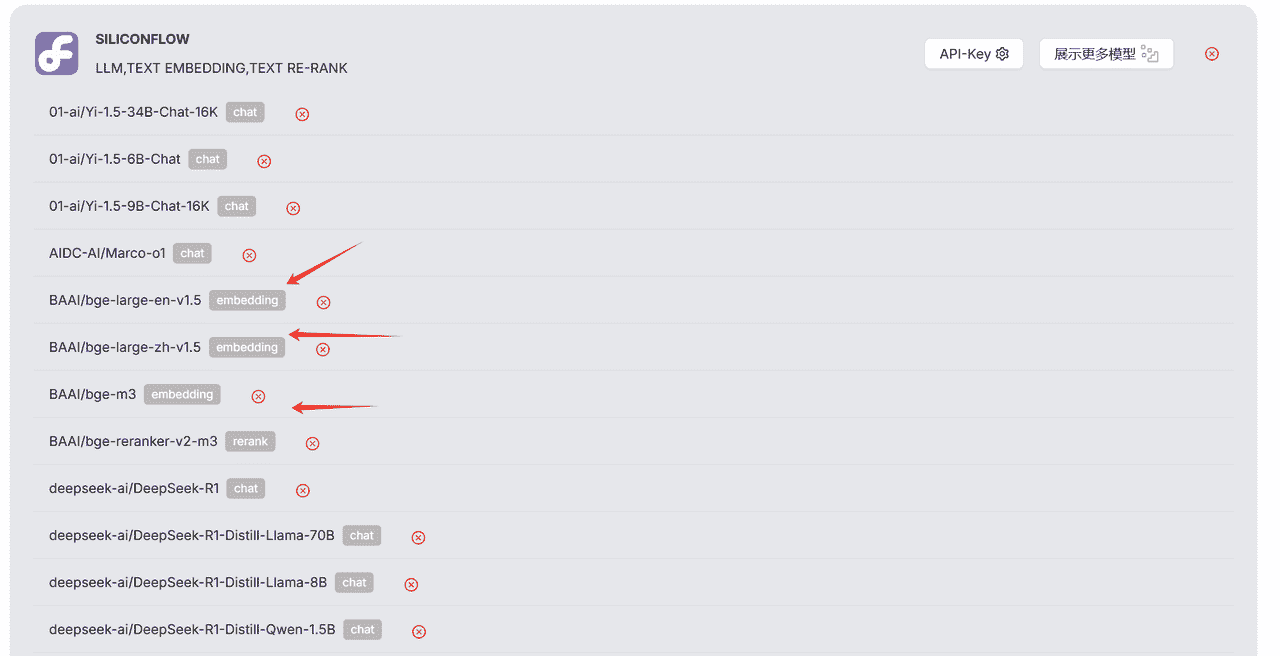 SILICONFLOW
LLM,TEXT EMBEDDING,TEXT RE-RANK
API-Key
展示更多模型
01-ai/Yi-1.5-34B-Chat-16K chat
01-ai/Yi-1.5-6B-Chat chat
01-ai/Yi-1.5-9B-Chat-16K chat
AIDC-AI/Marco-o1 chat
BAAI/bge-large-en-v1.5 embedding
BAAI/bge-large-zh-v1.5 embedding
BAAI/bge-m3 embedding
BAAI/bge-reranker-v2-m3 rerank
deepseek-ai/DeepSeek-R1 chat
deepseek-ai/DeepSeek-R1-Distill-Llama-70B chat
deepseek-ai/DeepSeek-R1-Distill-Llama-8B chat
deepseek-ai/DeepSeek-R1-Distill-Qwen-1.5B chat